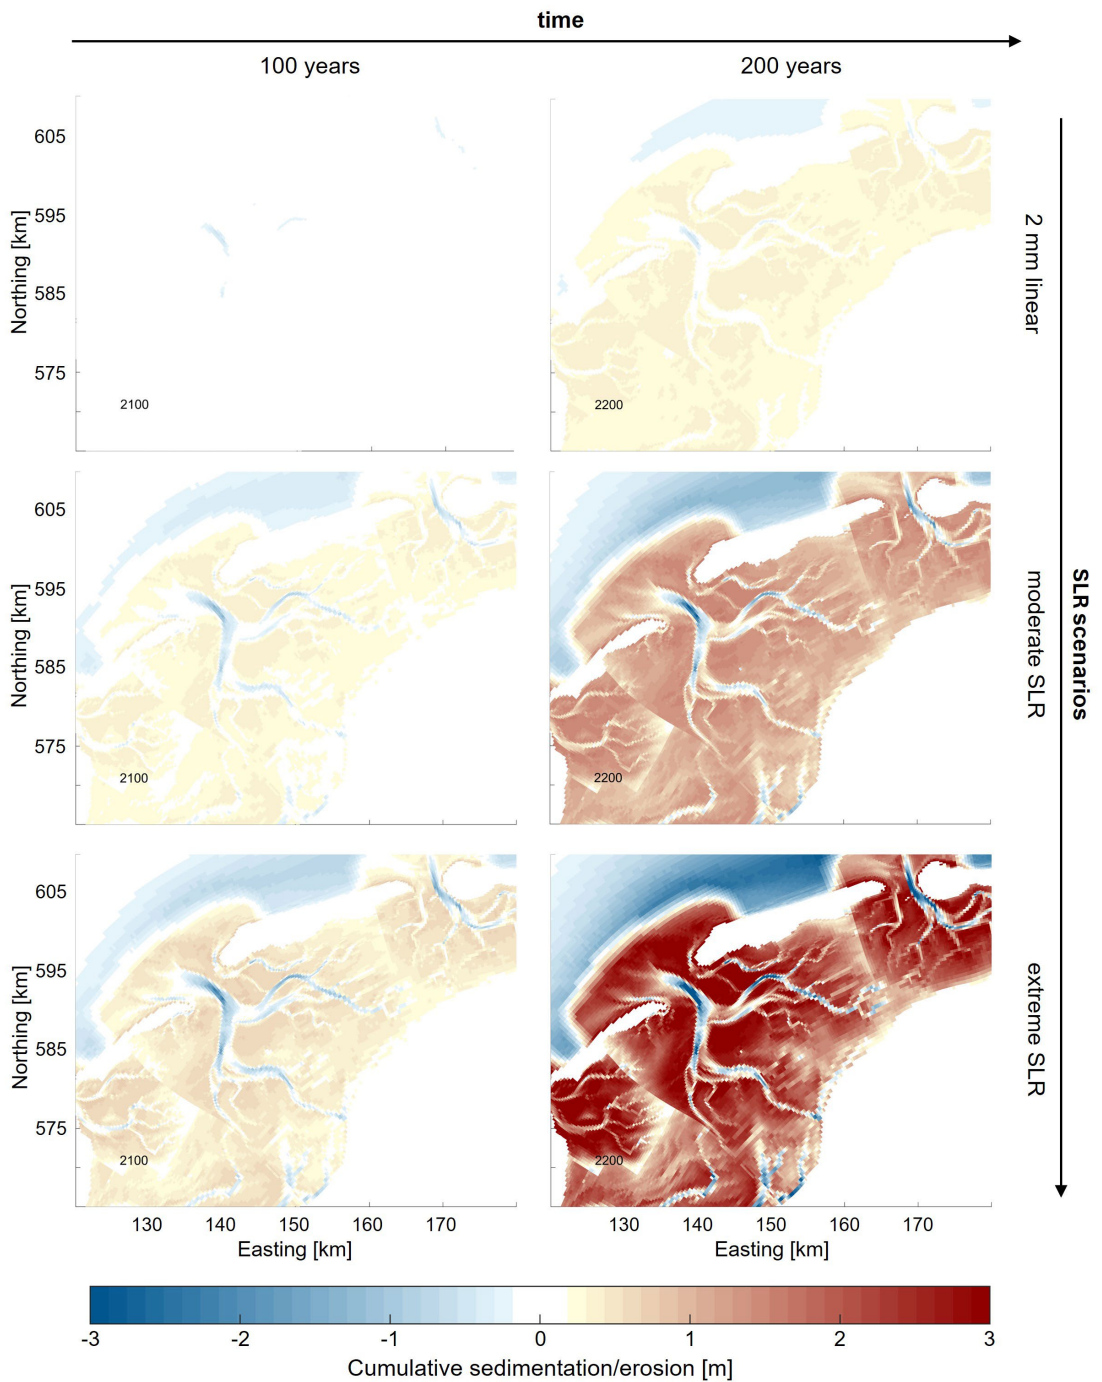 time
100 years
200 years
605
595
585
575
Northing [km]
2100
2200
2 mm linear
605
595
585
575
Northing [km]
2100
2200
moderate SLR
SLR scenarios
605
595
585
575
Northing [km]
2100
2200
extreme SLR
130 140 150 160 170
130 140 150 160 170
Easting [km]
Easting [km]
-3 -2 -1 0 1 2 3
Cumulative sedimentation/erosion [m]